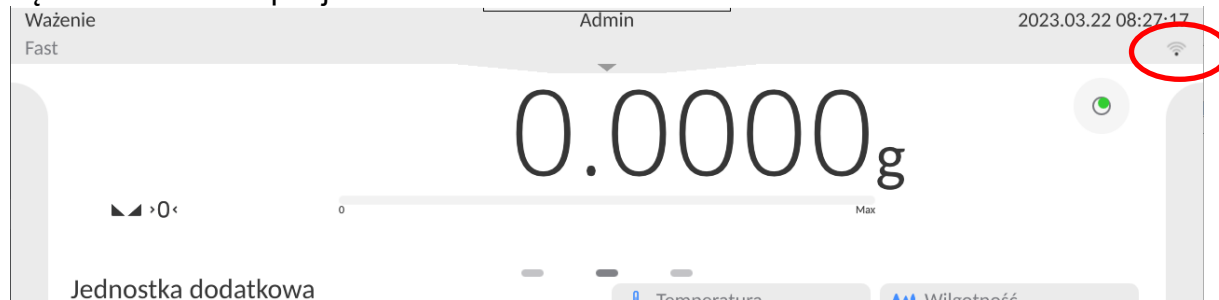 Ważenie Admin 2023.03.22 08:27:17
Fast
0.0000g
›0‹
0 Max
Jednostka dodatkowa
Temperatura Wilgotność